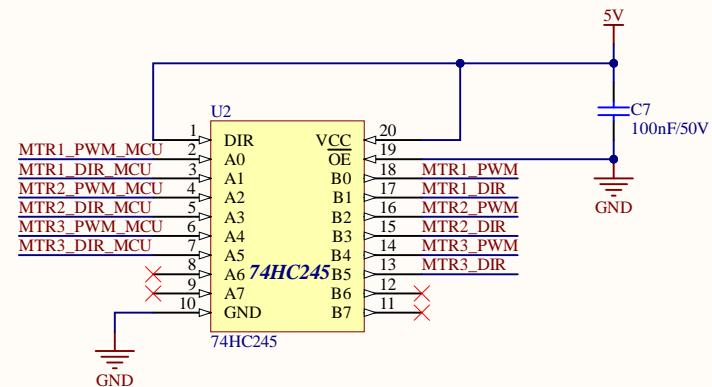 5V
C7
100nF/50V
GND
U2
1 DIR VCC 20
MTR1_PWM_MCU 2 A0 OE 19
MTR1_DIR_MCU 3 A1 B0 18 MTR1_PWM
MTR2_PWM_MCU 4 A2 B1 17 MTR1_DIR
MTR2_DIR_MCU 5 A3 B2 16 MTR2_PWM
MTR3_PWM_MCU 6 A4 B3 15 MTR2_DIR
MTR3_DIR_MCU 7 A5 B4 14 MTR3_PWM
8 A6 74HC245 B5 13 MTR3_DIR
9 A7 B6 12
10 GND B7 11
74HC245
GND